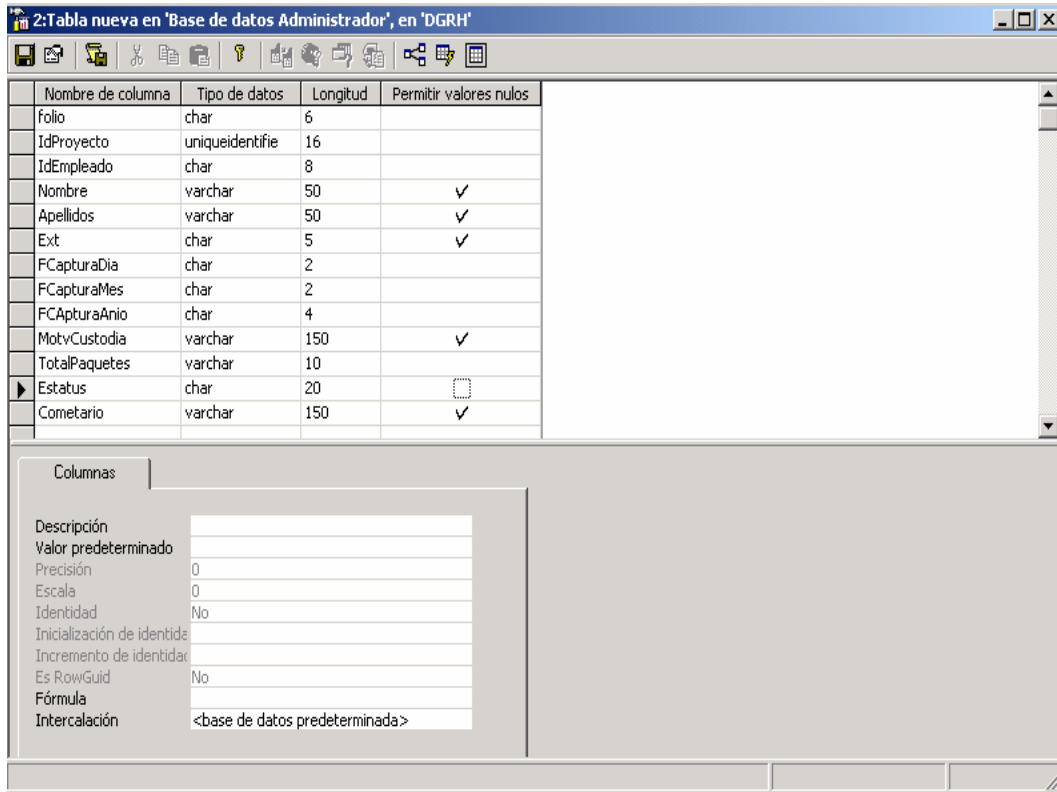 2:Tabla nueva en 'Base de datos Administrador', en 'DGRH'
Nombre de columna Tipo de datos Longitud Permitir valores nulos
folio char 6
IdProyecto uniqueidentifie 16
IdEmpleado char 8
Nombre varchar 50
Apellidos varchar 50
Ext char 5
FCapturaDia char 2
FCapturaMes char 2
FCApturaAnio char 4
MotvCustodia varchar 150
TotalPaquetes varchar 10
Estatus char 20
Cometario varchar 150
Columnas
Descripción
Valor predeterminado
Precisión 0
Escala 0
Identidad No
Inicialización de identida
Incremento de identidad
Es RowGuid No
Fórmula
Intercalación <base de datos predeterminada>